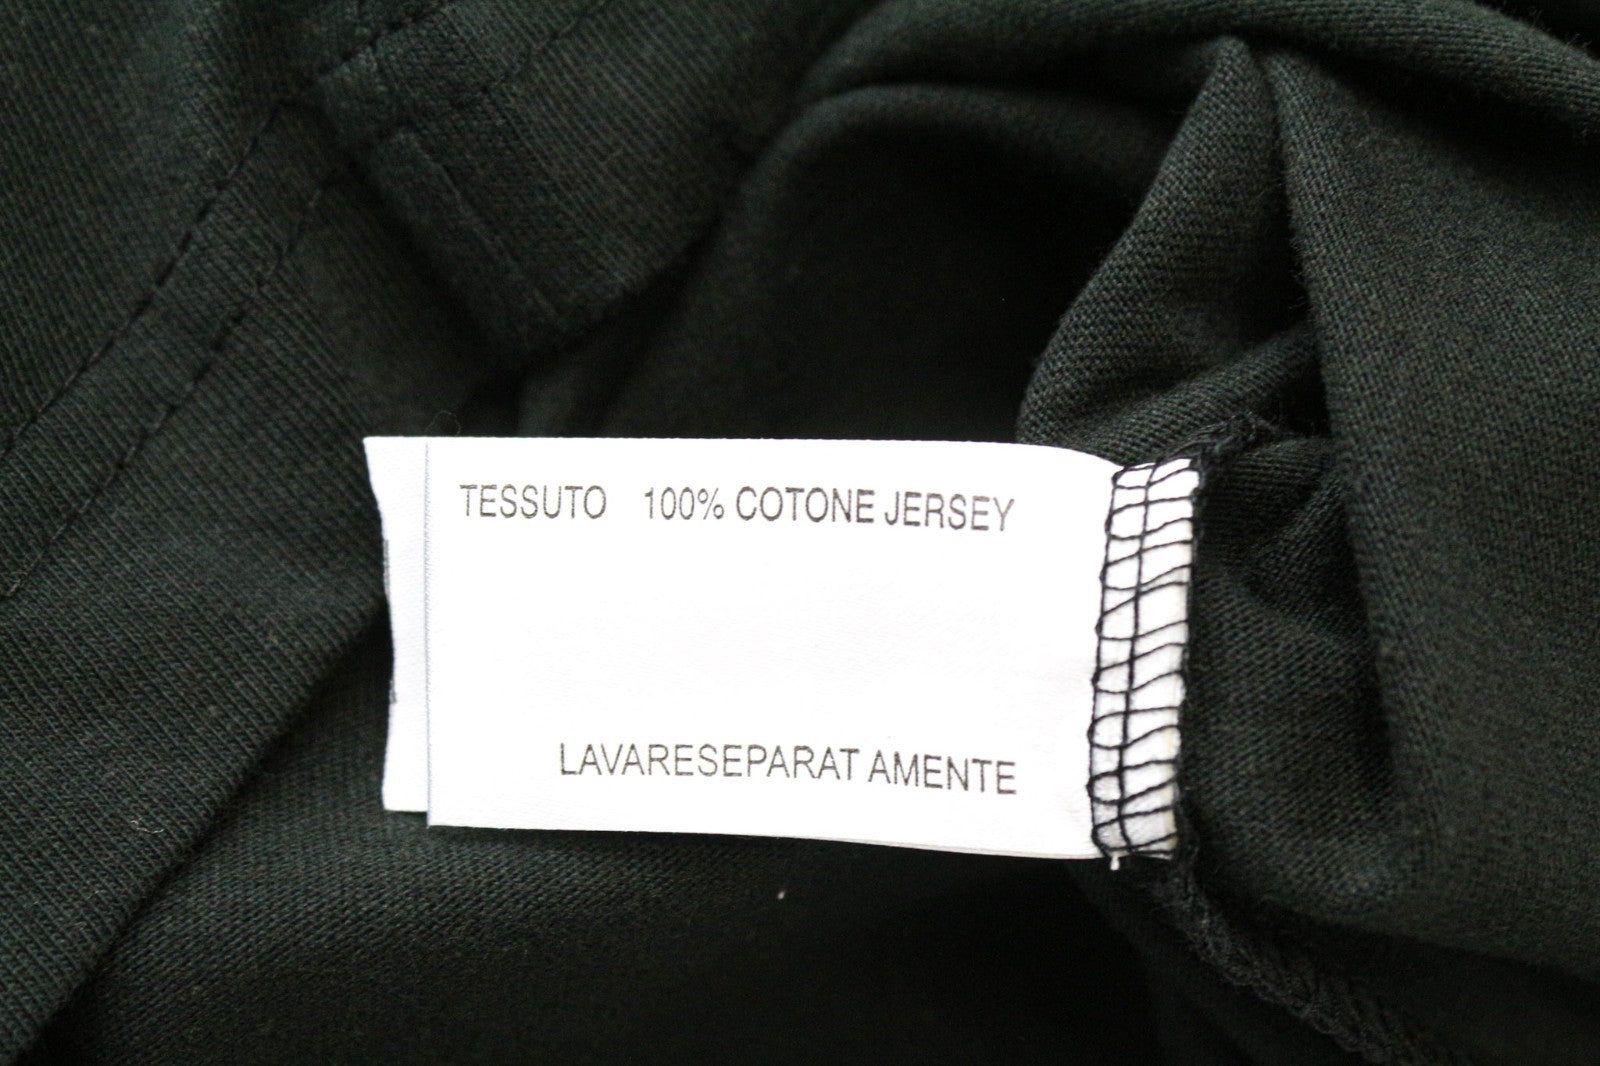 TESSUTO 100% COTONE JERSEY
LAVARESEPARAT AMENTE